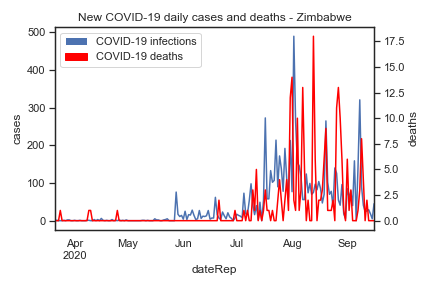 New COVID-19 daily cases and deaths - Zimbabwe
COVID-19 infections
COVID-19 deaths
500
400
300
200
100
0
cases
17.5
15.0
12.5
10.0
7.5
5.0
2.5
0.0
deaths
Apr May Jun Jul Aug Sep
2020
dateRep